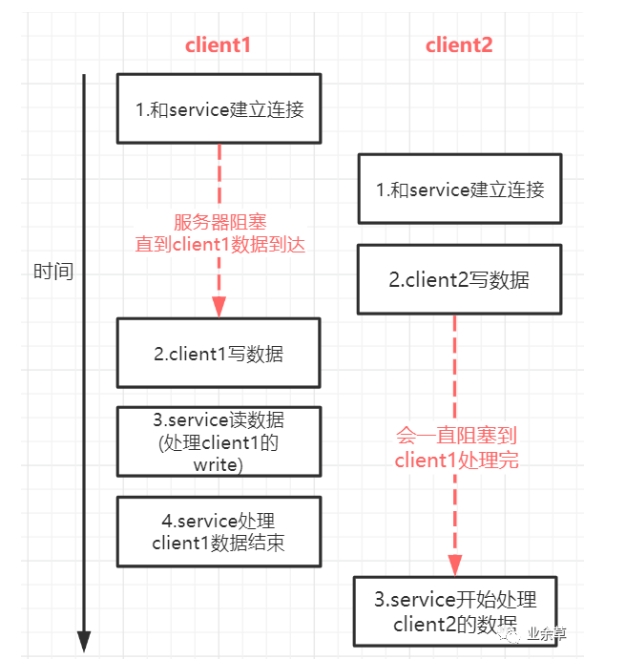 client1
client2
时间
1.和service建立连接
服务器阻塞
直到client1数据到达
2.client1写数据
3.service读数据
(处理client1的
write)
4.service处理
client1数据结束
1.和service建立连接
2.client2写数据
会一直阻塞到
client1处理完
3.service开始处理
client2的数据
业余草